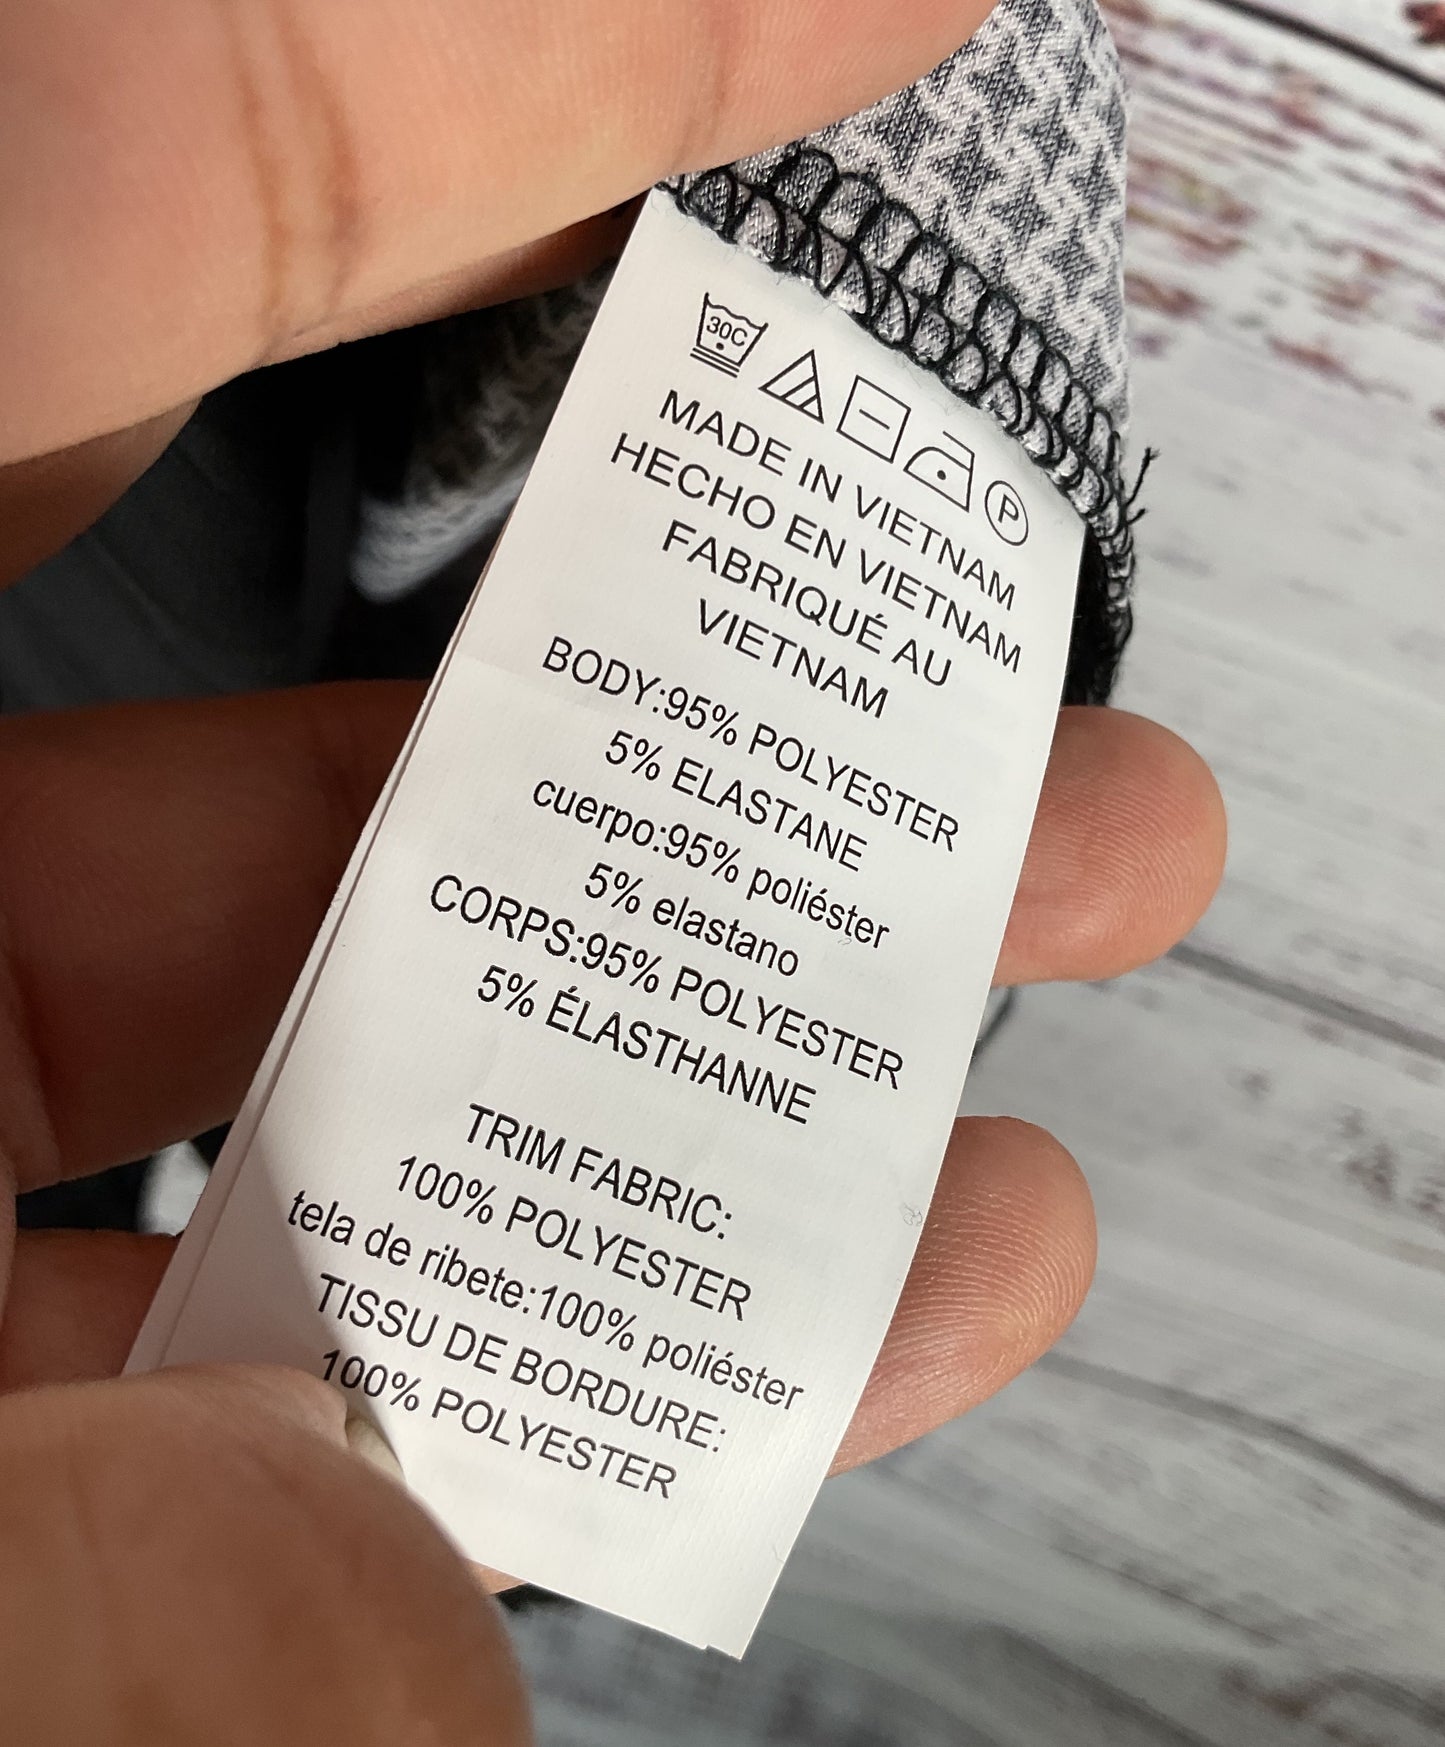 30C
P
MADE IN VIETNAM
HECHO EN VIETNAM
FABRIQUÉ AU
VIETNAM
BODY:95% POLYESTER
5% ELASTANE
cuerpo:95% poliéster
5% elastano
CORPS:95% POLYESTER
5% ÉLASTHANNE
TRIM FABRIC:
100% POLYESTER
tela de ribete:100% poliéster
TISSU DE BORDURE:
100% POLYESTER